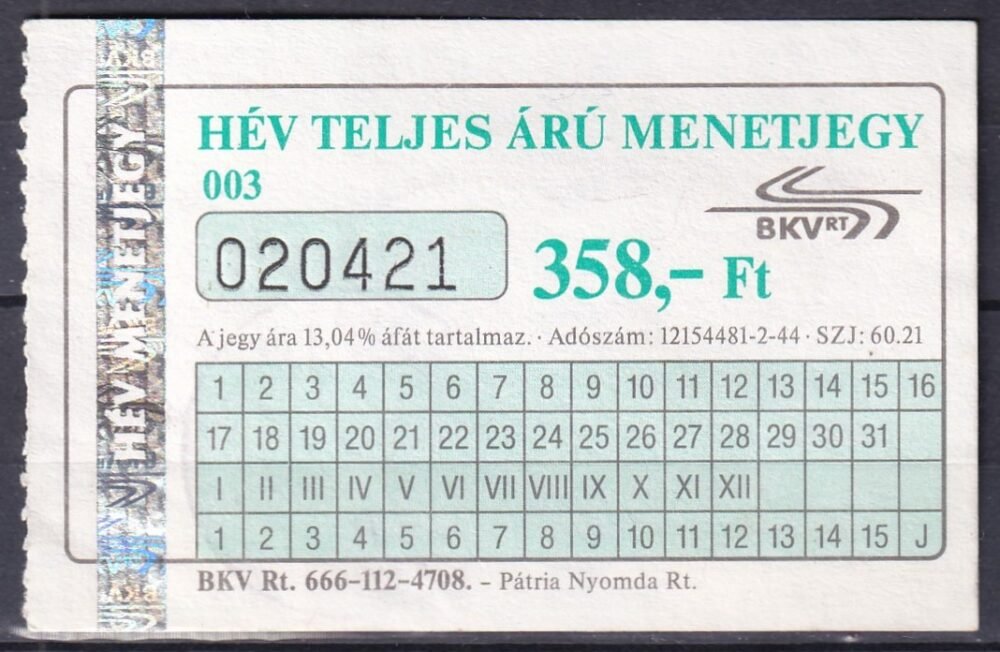 HÉV TELJES ÁRÚ MENETJEGY
003
BKV RT
020421
358,- Ft
A jegy ára 13,04% áfát tartalmaz. · Adószám: 12154481-2-44 · SZJ: 60.21
1 2 3 4 5 6 7 8 9 10 11 12 13 14 15 16
17 18 19 20 21 22 23 24 25 26 27 28 29 30 31
I II III IV V VI VII VIII IX X XI XII
1 2 3 4 5 6 7 8 9 10 11 12 13 14 15 J
BKV Rt. 666-112-4708. – Pátria Nyomda Rt.
BKV
HÉV MENETJEGY
BKV